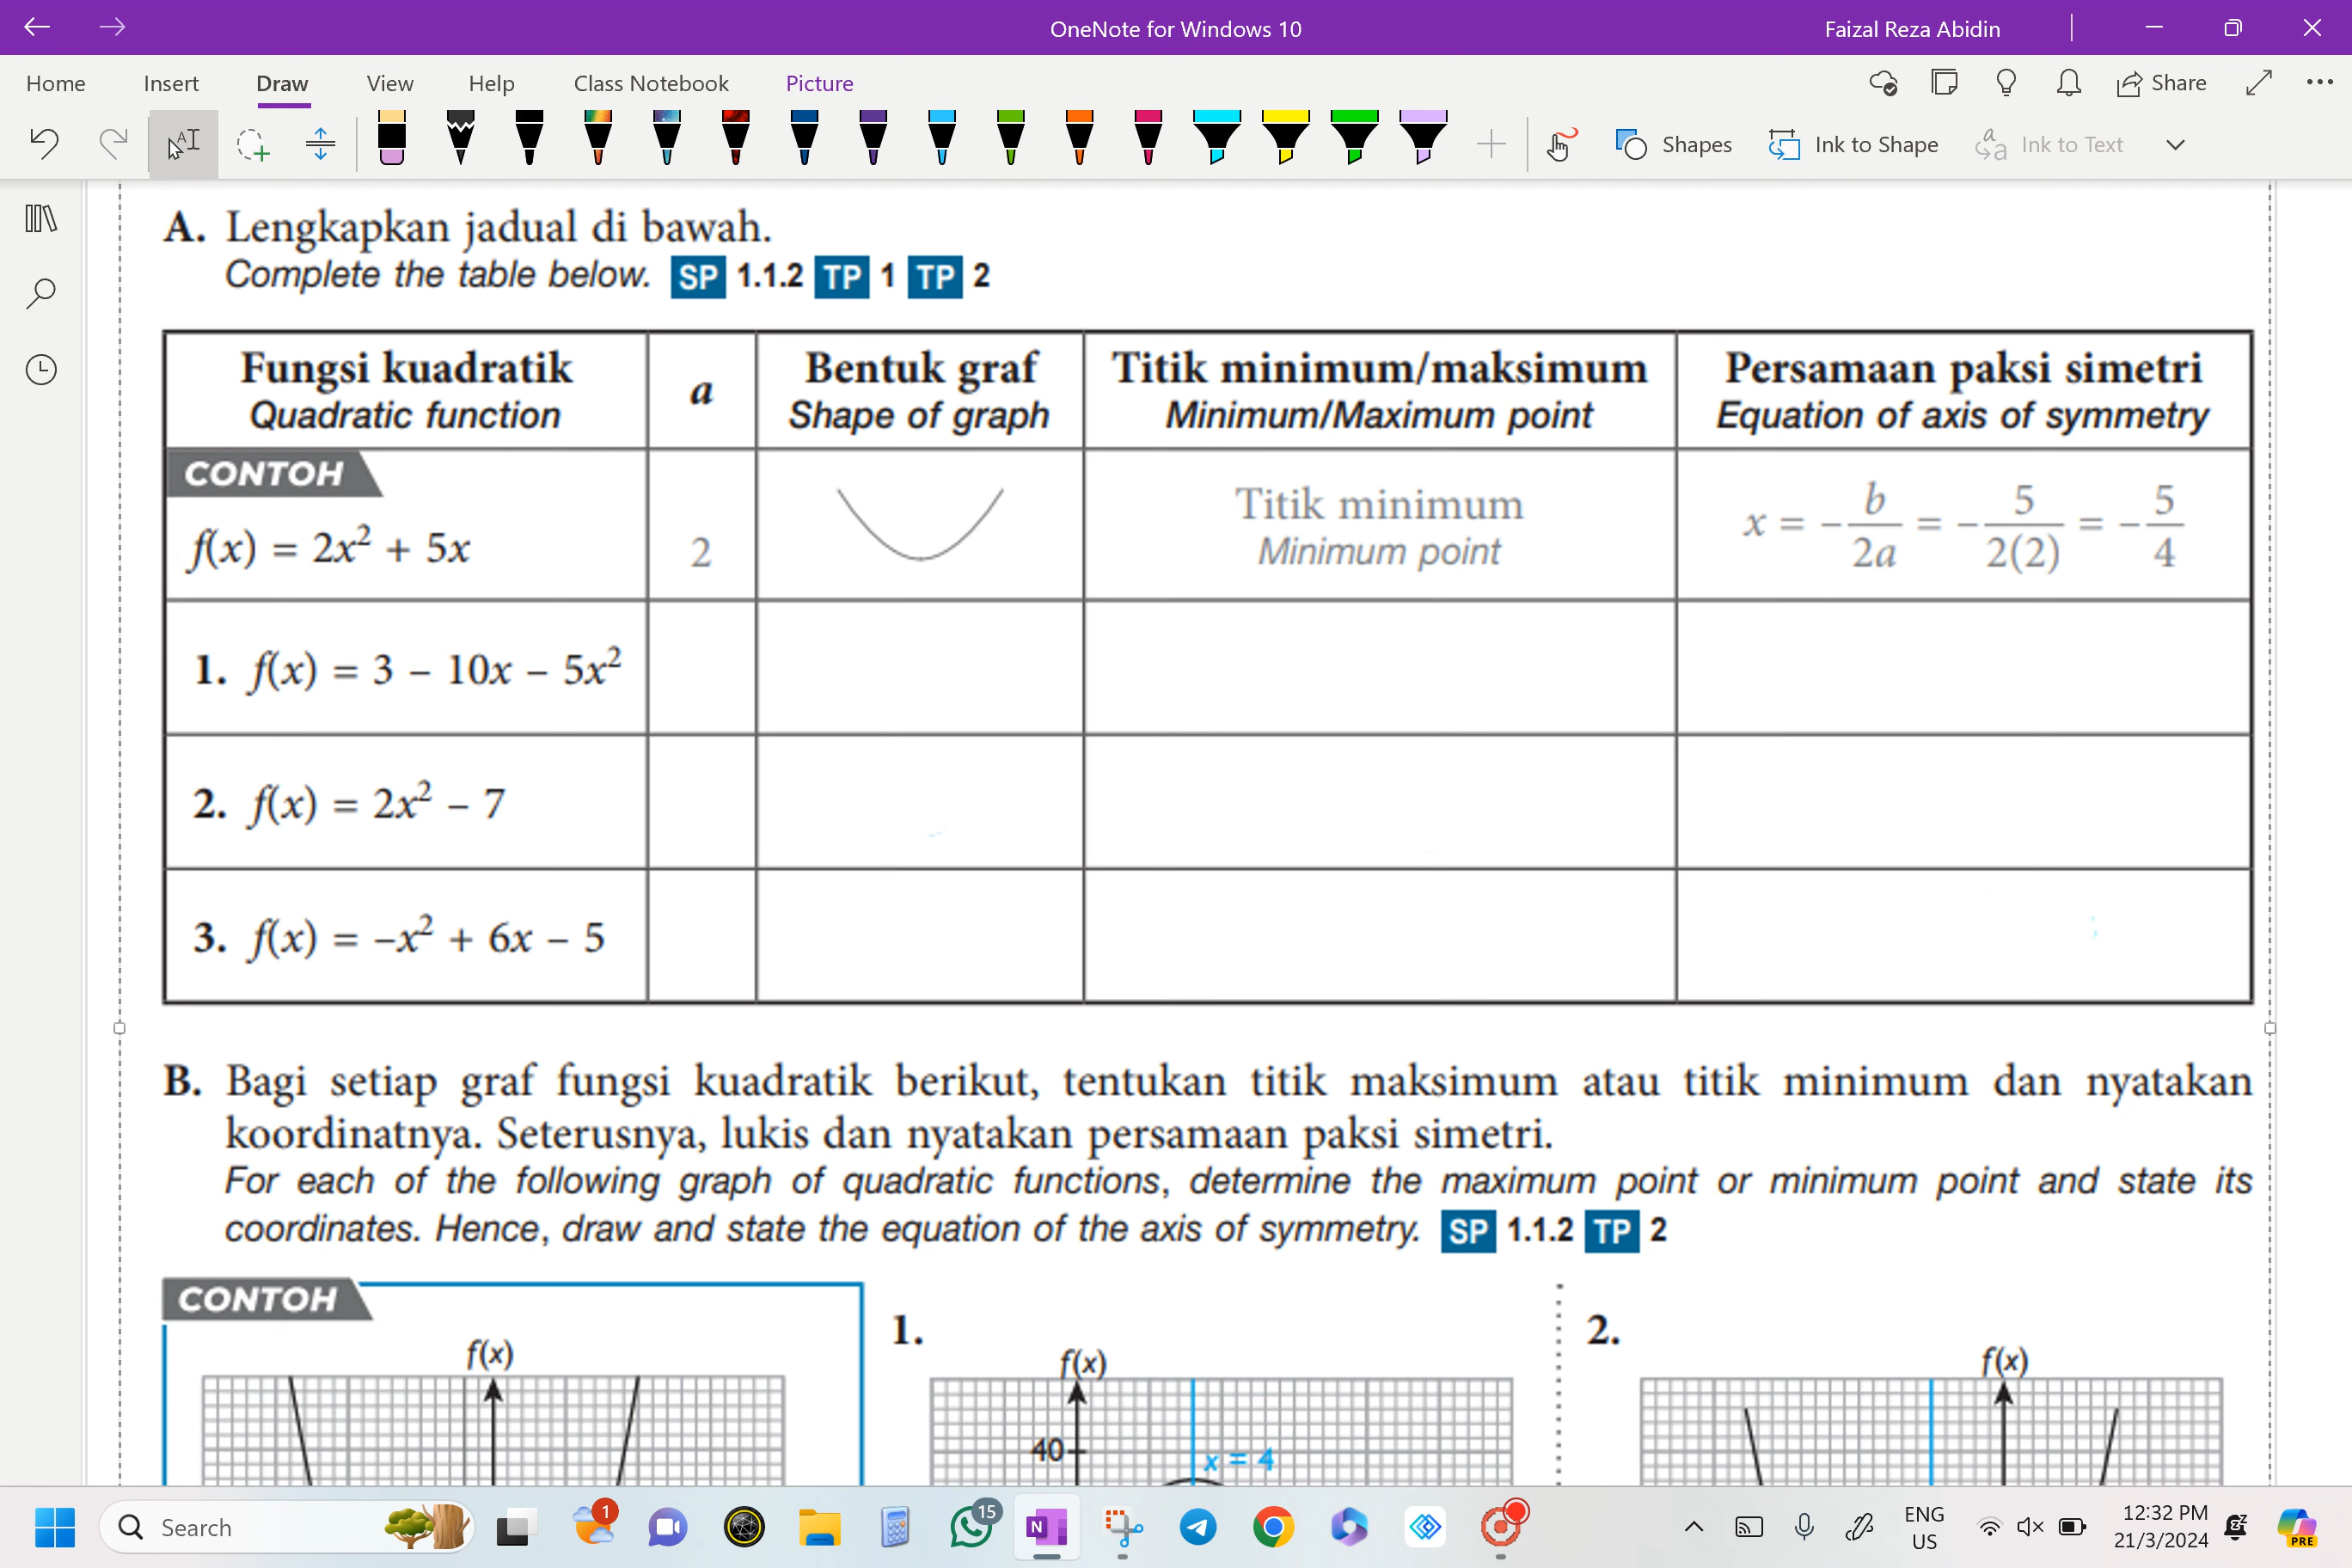 OneNote for Windows 10
Faizal Reza Abidin
Home Insert Draw View Help Class Notebook Picture
Share
Shapes Ink to Shape Ink to Text
A. Lengkapkan jadual di bawah.
Complete the table below. SP 1.1.2 TP 1 TP 2
Fungsi kuadratik
Quadratic function
a
Bentuk graf
Shape of graph
Titik minimum/maksimum
Minimum/Maximum point
Persamaan paksi simetri
Equation of axis of symmetry
CONTOH
f(x) = 2x² + 5x
2
Titik minimum
Minimum point
x = −b/2a = −5/2(2) = −5/4
1. f(x) = 3 – 10x – 5x²
2. f(x) = 2x² – 7
3. f(x) = –x² + 6x – 5
B. Bagi setiap graf fungsi kuadratik berikut, tentukan titik maksimum atau titik minimum dan nyatakan
koordinatnya. Seterusnya, lukis dan nyatakan persamaan paksi simetri.
For each of the following graph of quadratic functions, determine the maximum point or minimum point and state its
coordinates. Hence, draw and state the equation of the axis of symmetry. SP 1.1.2 TP 2
CONTOH
f(x)
1.
f(x)
40
x = 4
2.
f(x)
Search
1
15
N
ENG
US
12:32 PM
21/3/2024
PRE